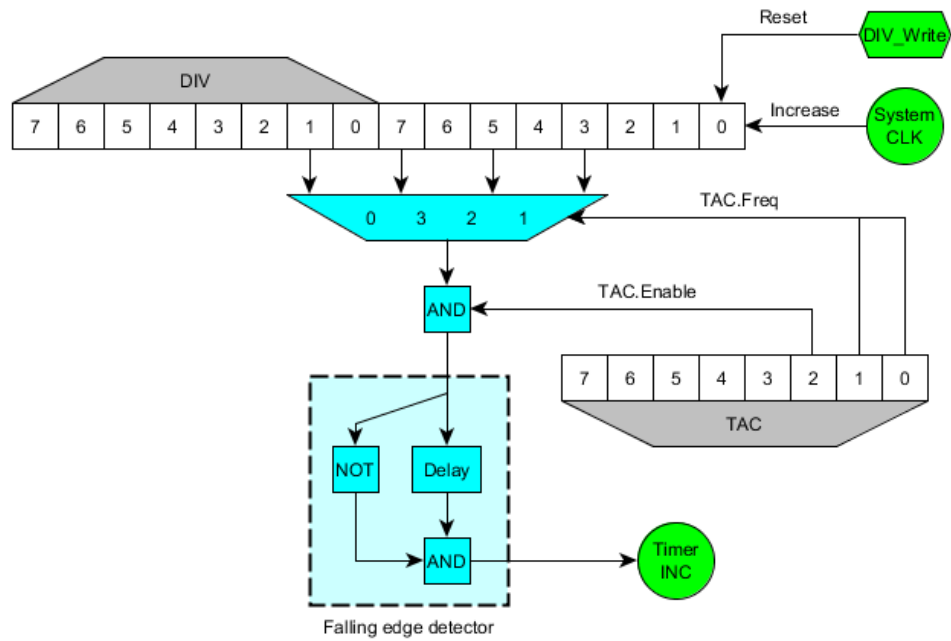 Reset
DIV_Write
DIV
7 6 5 4 3 2 1 0 7 6 5 4 3 2 1 0
Increase
System
CLK
0 3 2 1
TAC.Freq
AND
TAC.Enable
7 6 5 4 3 2 1 0
TAC
NOT
Delay
AND
Timer
INC
Falling edge detector